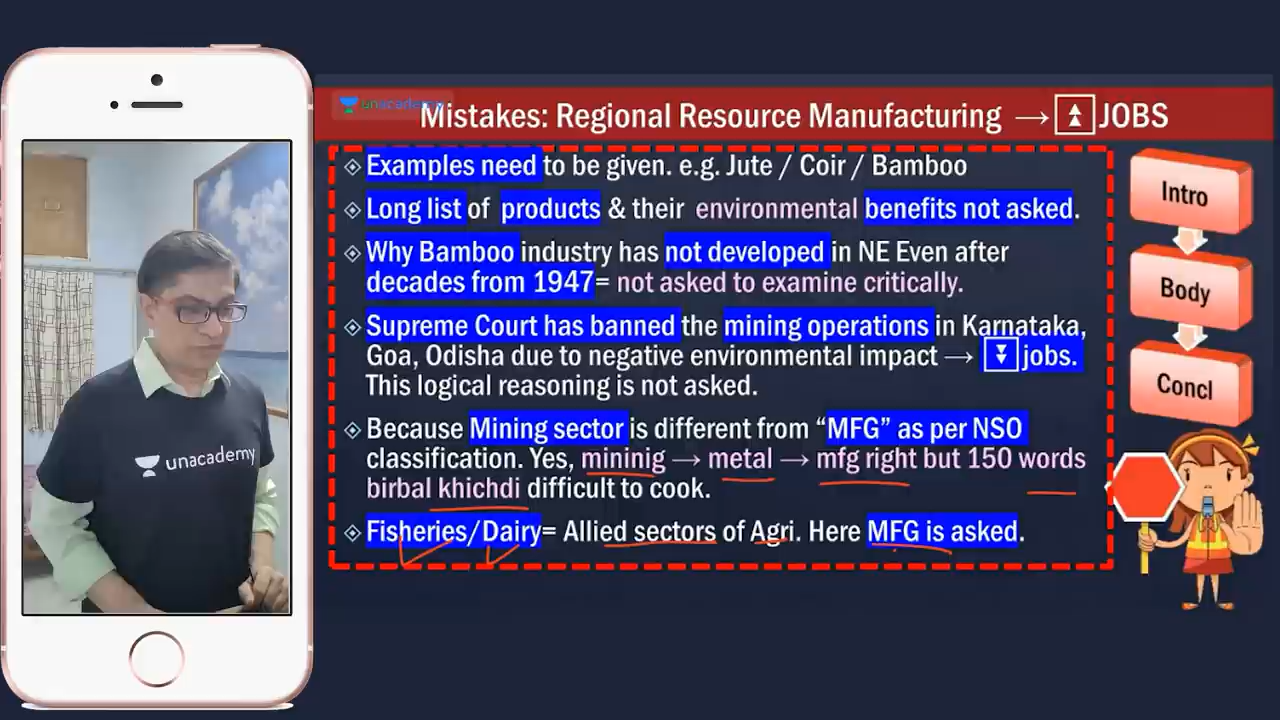 unacademy
Mistakes: Regional Resource Manufacturing → JOBS
Examples need to be given. e.g. Jute / Coir / Bamboo
Long list of products & their environmental benefits not asked.
Why Bamboo industry has not developed in NE Even after
decades from 1947= not asked to examine critically.
Supreme Court has banned the mining operations in Karnataka,
Goa, Odisha due to negative environmental impact → jobs.
This logical reasoning is not asked.
Because Mining sector is different from “MFG” as per NSO
classification. Yes, mininig → metal → mfg right but 150 words
birbal khichdi difficult to cook.
Fisheries/Dairy= Allied sectors of Agri. Here MFG is asked.
Intro
Body
Concl
unacademy